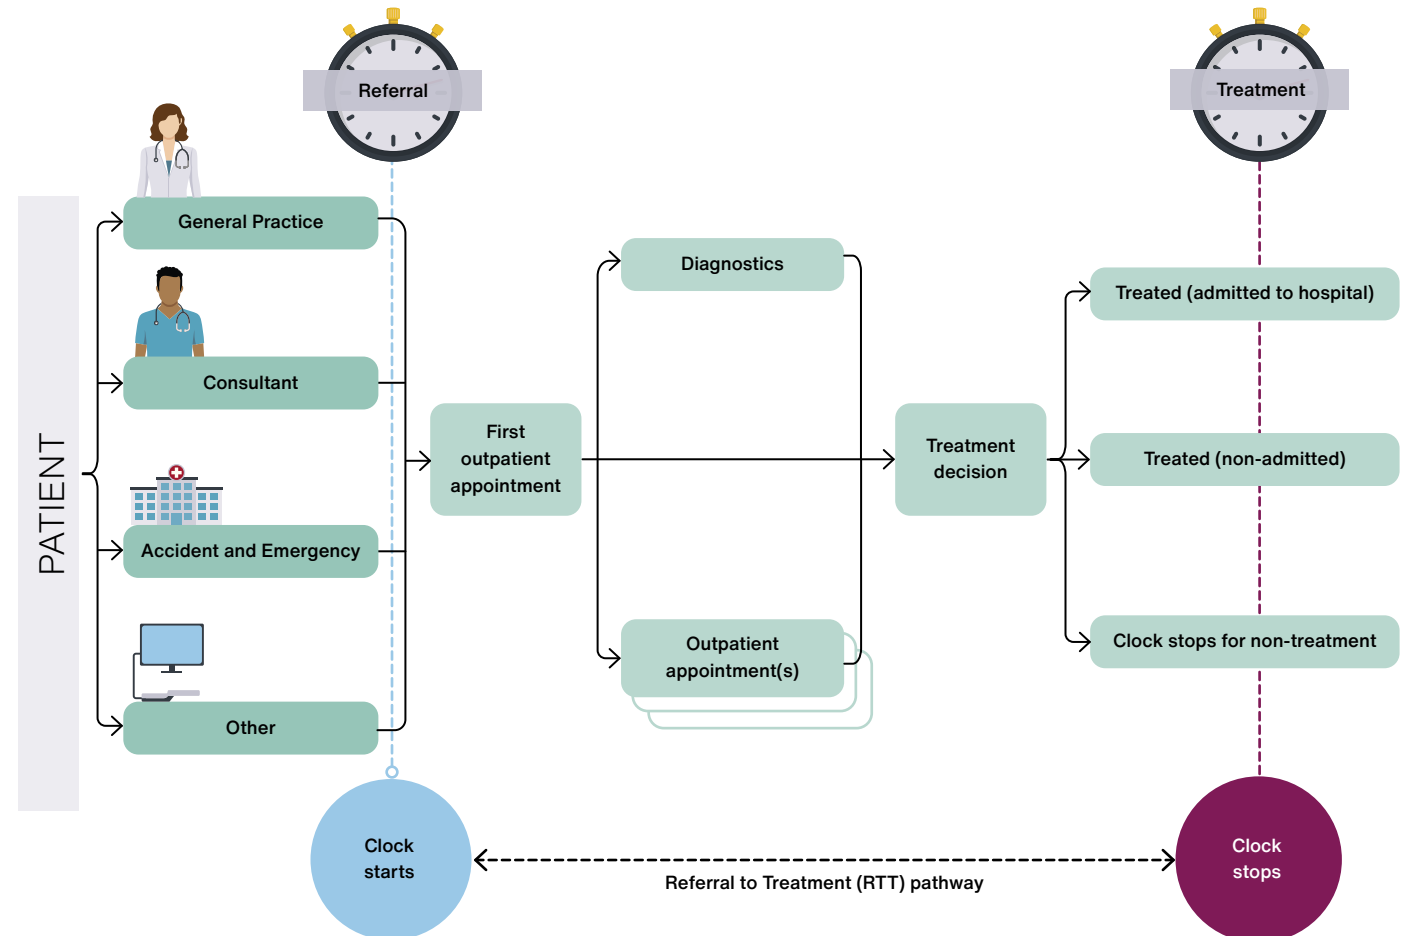 Referral
Treatment
PATIENT
General Practice
Consultant
Accident and Emergency
Other
First
outpatient
appointment
Diagnostics
Outpatient
appointment(s)
Treatment
decision
Treated (admitted to hospital)
Treated (non-admitted)
Clock stops for non-treatment
Clock
starts
Referral to Treatment (RTT) pathway
Clock
stops